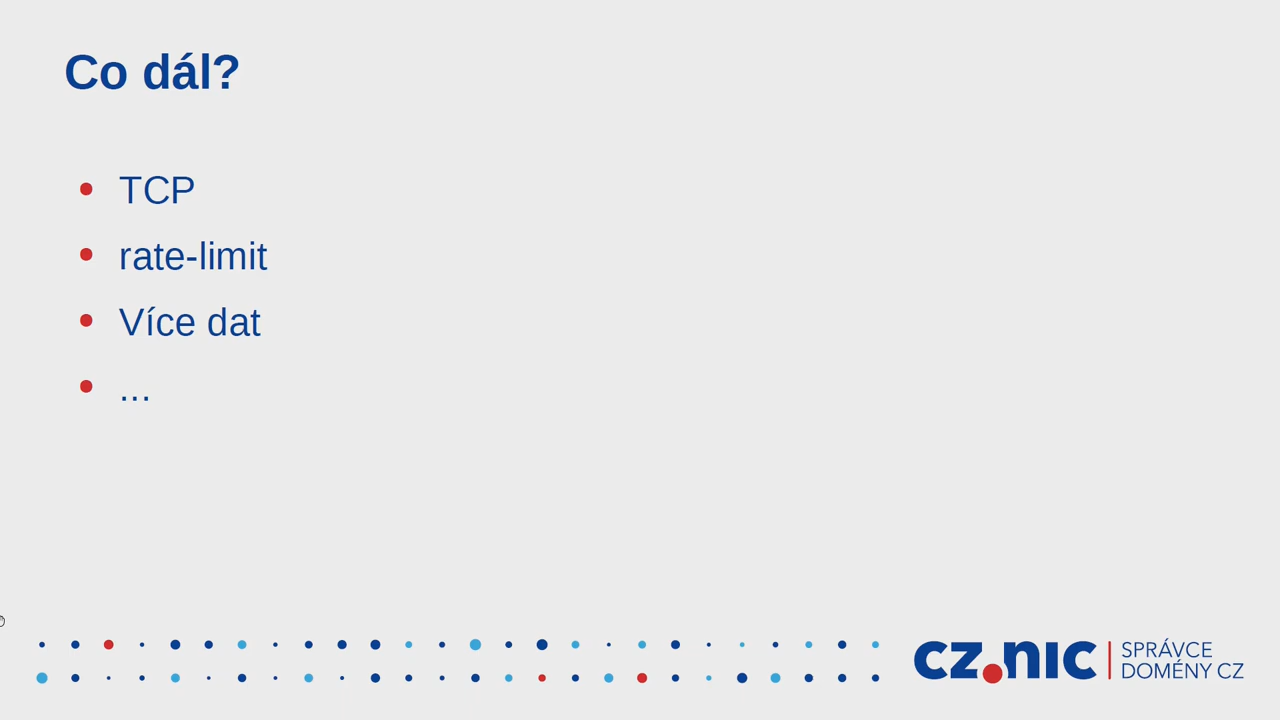 Co dál?
TCP
rate-limit
Více dat
...
cz.nic
SPRÁVCE
DOMÉNY CZ